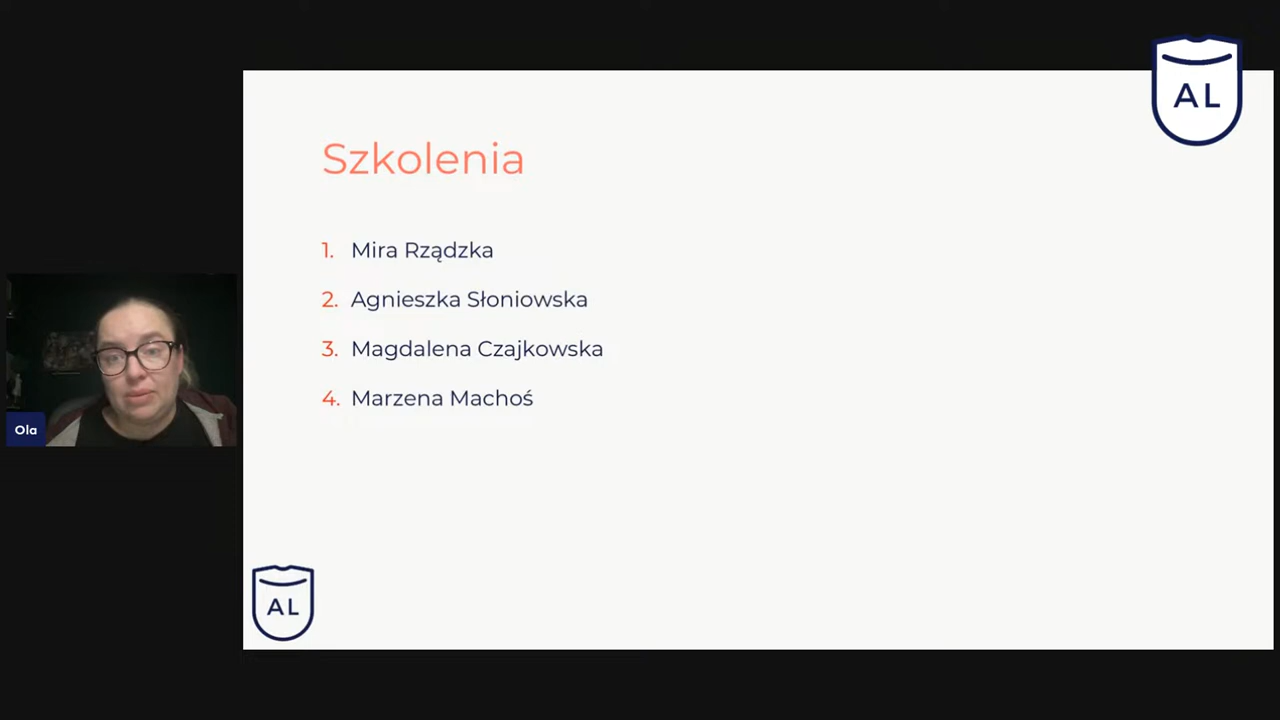 AL
Szkolenia
1. Mira Rządzka
2. Agnieszka Słoniowska
3. Magdalena Czajkowska
4. Marzena Machoś
Ola
AL